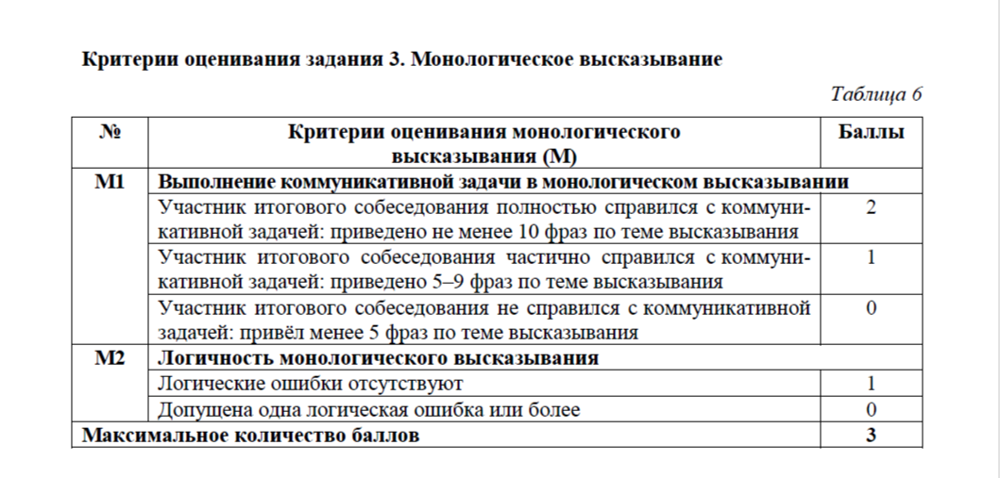 Критерии оценивания задания 3. Монологическое высказывание
Таблица 6
№ Критерии оценивания монологического высказывания (М) Баллы
М1 Выполнение коммуникативной задачи в монологическом высказывании
Участник итогового собеседования полностью справился с коммуни- 2
кативной задачей: приведено не менее 10 фраз по теме высказывания
Участник итогового собеседования частично справился с коммуни- 1
кативной задачей: приведено 5–9 фраз по теме высказывания
Участник итогового собеседования не справился с коммуникативной 0
задачей: привёл менее 5 фраз по теме высказывания
М2 Логичность монологического высказывания
Логические ошибки отсутствуют 1
Допущена одна логическая ошибка или более 0
Максимальное количество баллов 3